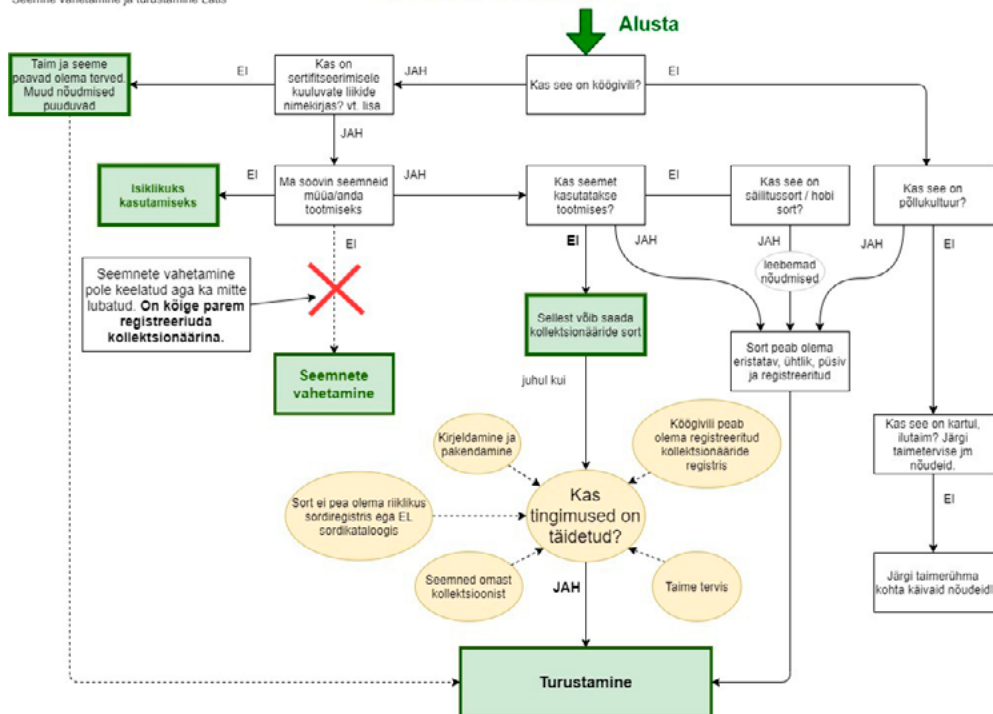 Seemne vahetamine ja turustamine Lätis
Alusta
Taim ja seeme
peavad olema terved.
Muud nõudmised
puuduvad
EI
Kas on
sertifitseerimisele
kuuluvate liikide
nimekirjas? vt. lisa
JAH
Kas see on köögivili?
EI
JAH
Isiklikuks
kasutamiseks
EI
Ma soovin seemneid
müüa/anda
tootmiseks
JAH
Kas seemet
kasutatakse
tootmises?
EI
Kas see on
säilitussort / hobi
sort?
Kas see on
põllukultuur?
EI
EI
JAH
JAH
JAH
EI
leebemad
nõudmised
Seemnete vahetamine
pole keelatud aga ka mitte
lubatud. On kõige parem
registreeriuda
kollektsionäärina.
Sellest võib saada
kollektsionääride sort
Sort peab olema
eristatav, ühtlik, püsiv
ja registreeritud
Seemnete
vahetamine
juhul kui
Kirjeldamine ja
pakendamine
Köögivili peab
olema registreeritud
kollektsionääride
registris
Kas see on kartul,
ilutaim? Järgi
taimetervise jm
nõudeid.
Sort ei pea olema riiklikus
sordiregistris ega EL
sordikataloogis
Kas
tingimused on
täidetud?
EI
Seemned omast
kollektsioonist
JAH
Taime tervis
Järgi taimerühma
kohta käivaid nõudeid!
Turustamine